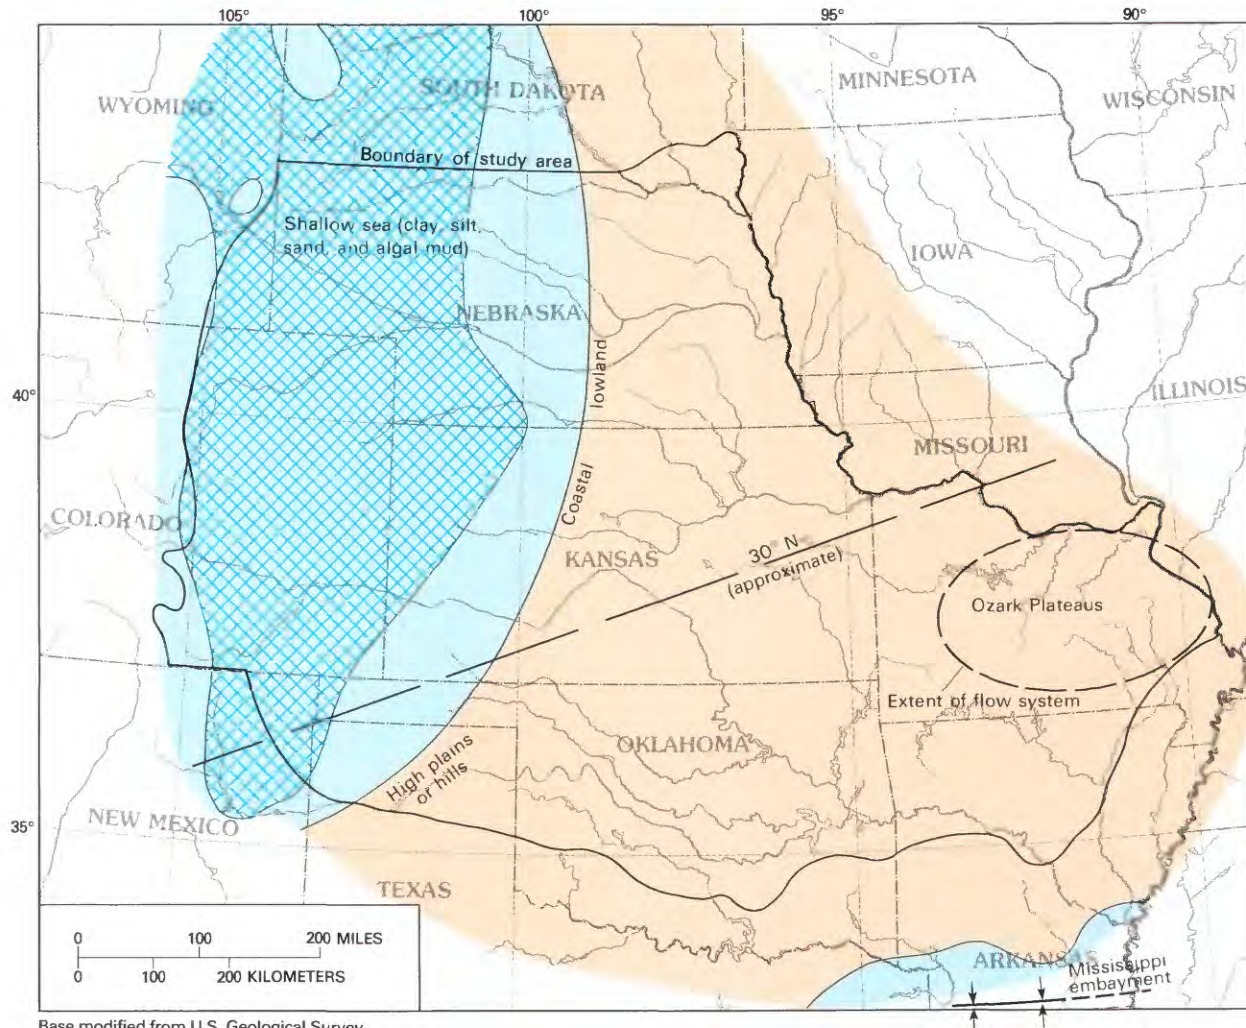 105°
100°
95°
90°
WYOMING
SOUTH DAKOTA
MINNESOTA
WISCONSIN
Boundary of study area
Shallow sea (clay, silt,
sand, and algal mud)
IOWA
NEBRASKA
40°
lowland
Coastal
ILLINOIS
MISSOURI
COLORADO
KANSAS
30° N
(approximate)
Ozark Plateaus
Extent of flow system
High plains
or hills
OKLAHOMA
35°
NEW MEXICO
TEXAS
ARKANSAS
Mississippi
embayment
0 100 200 MILES
0 100 200 KILOMETERS
Base modified from U.S. Geological Survey